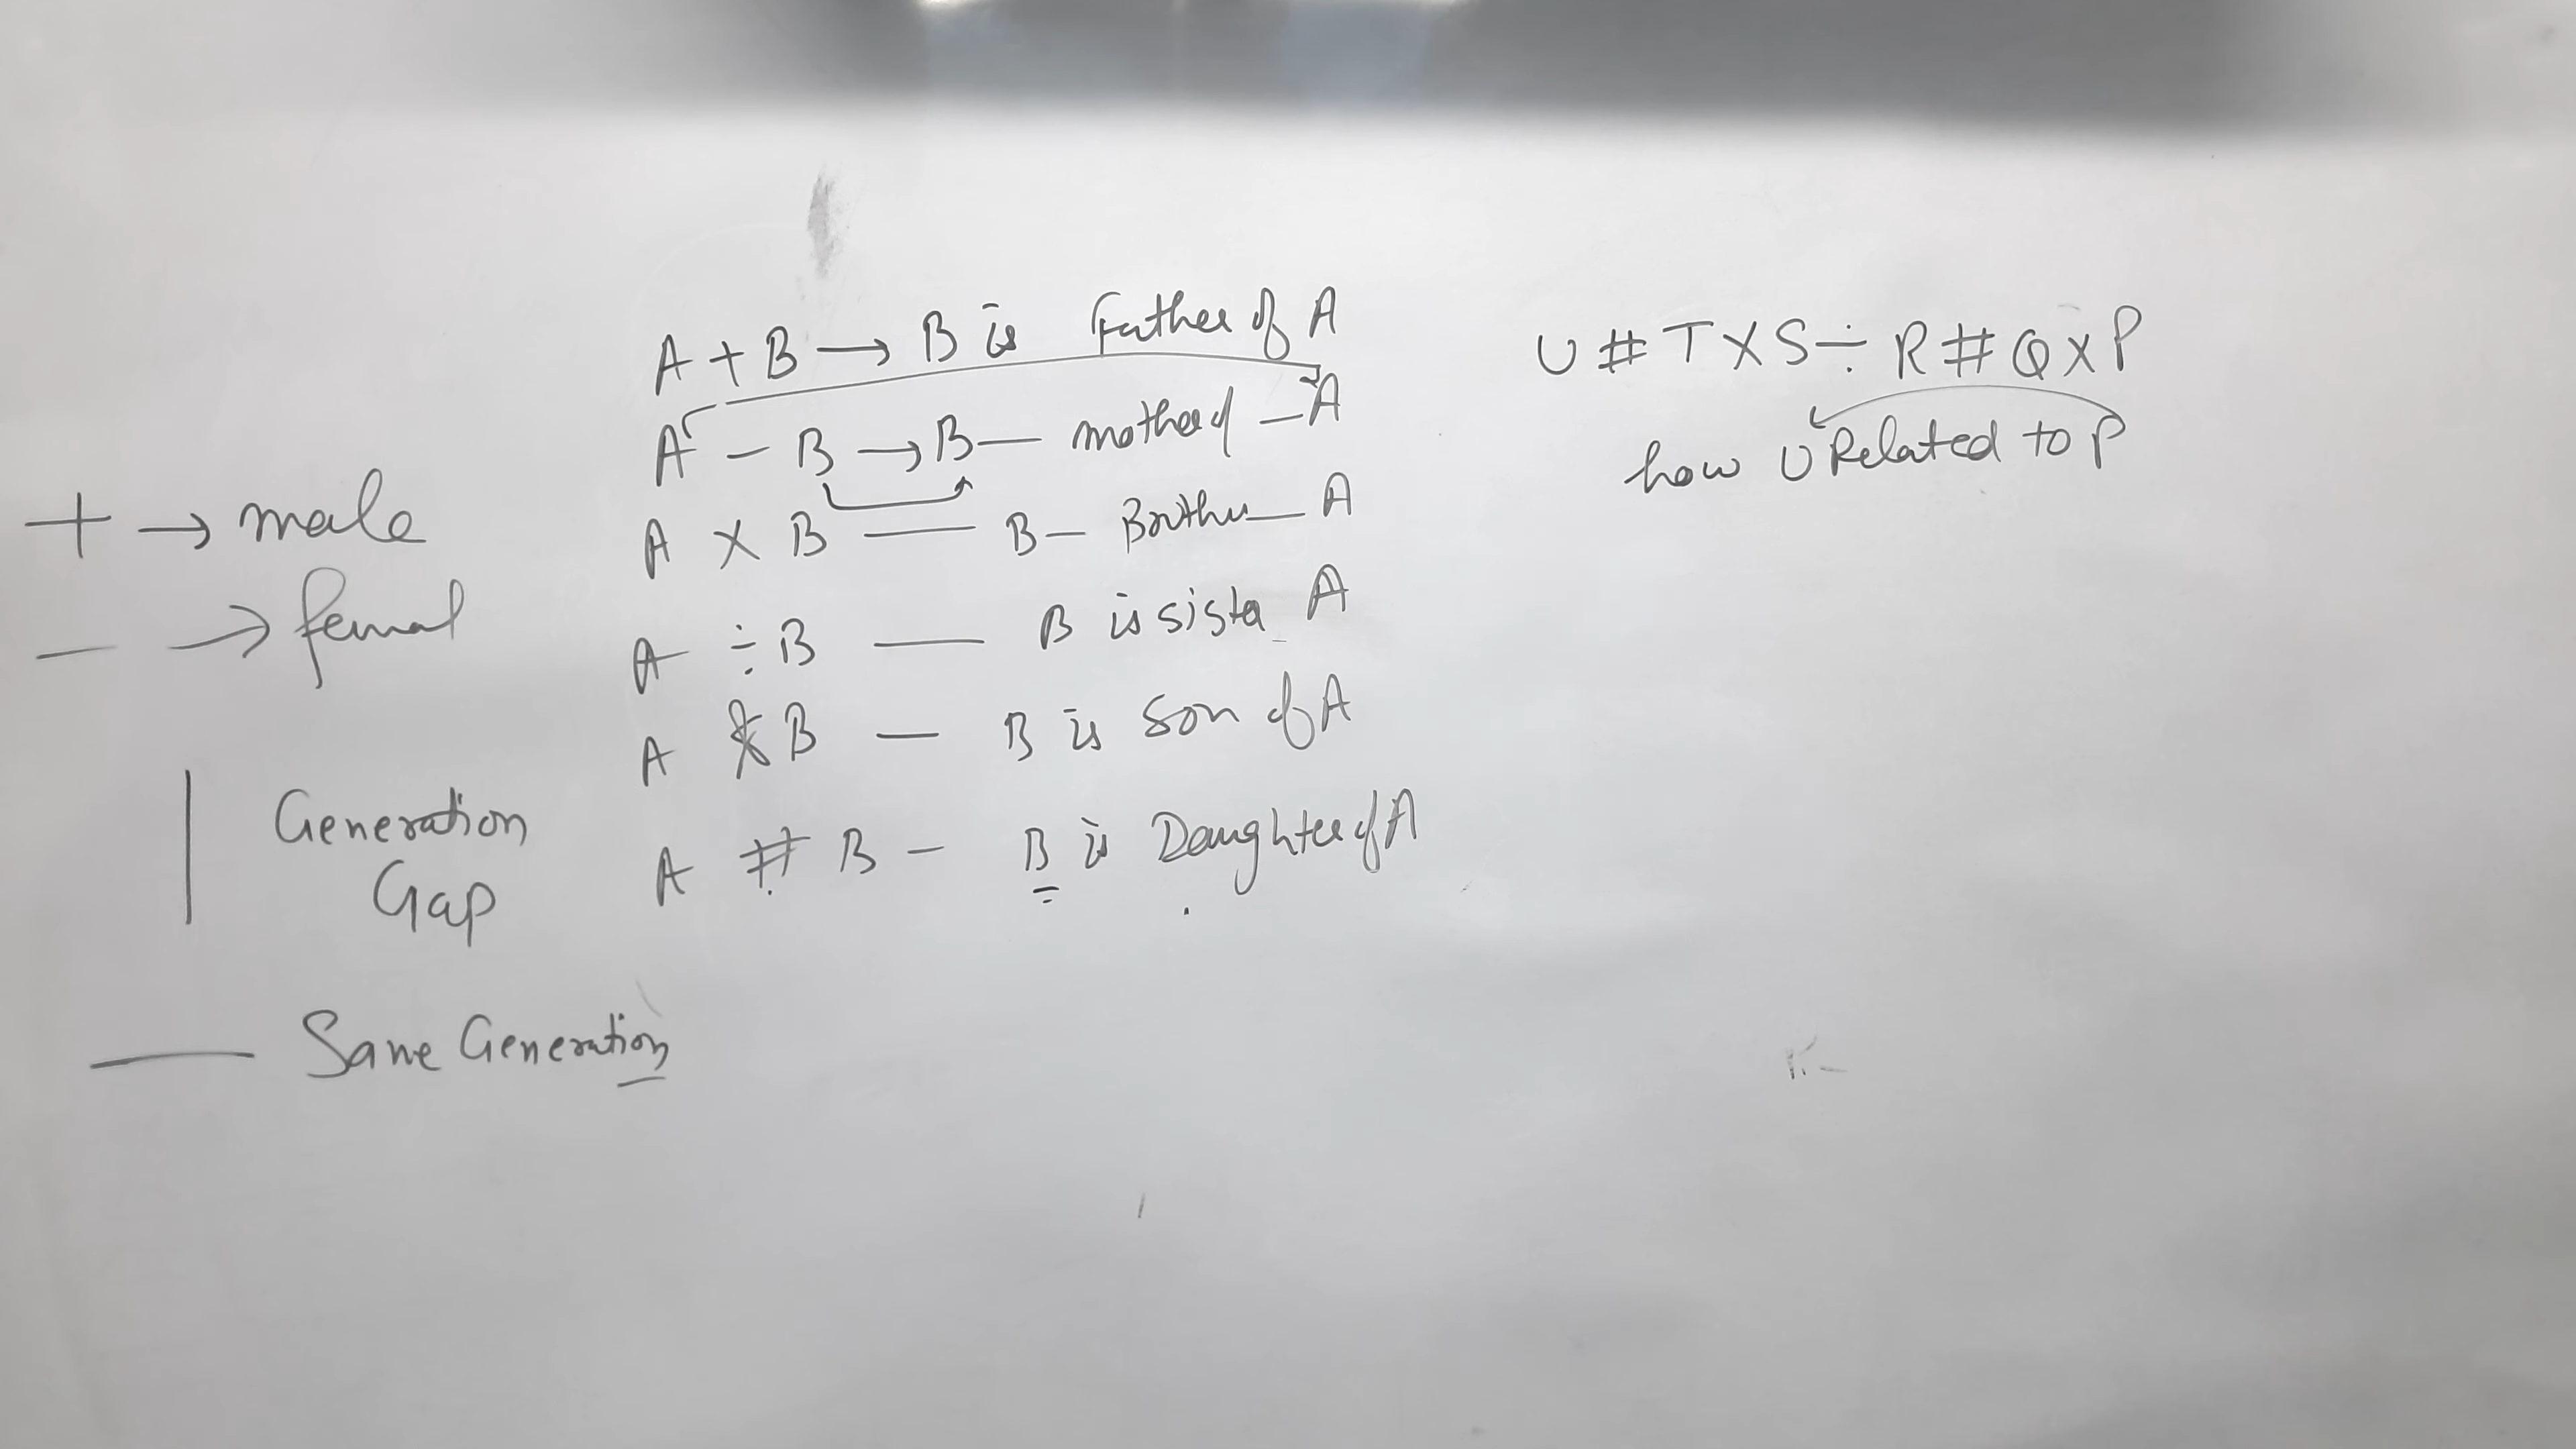 A + B → B is Father of A
A − B → B — mother of — A
A × B — B — Brother — A
A ÷ B — B is sister A
A * B — B is Son of A
A # B — B is Daughter of A
+ → male
− → femal
| Generation
Gap
— Same Generation
U # T × S ÷ R # Q × P
how U Related to P